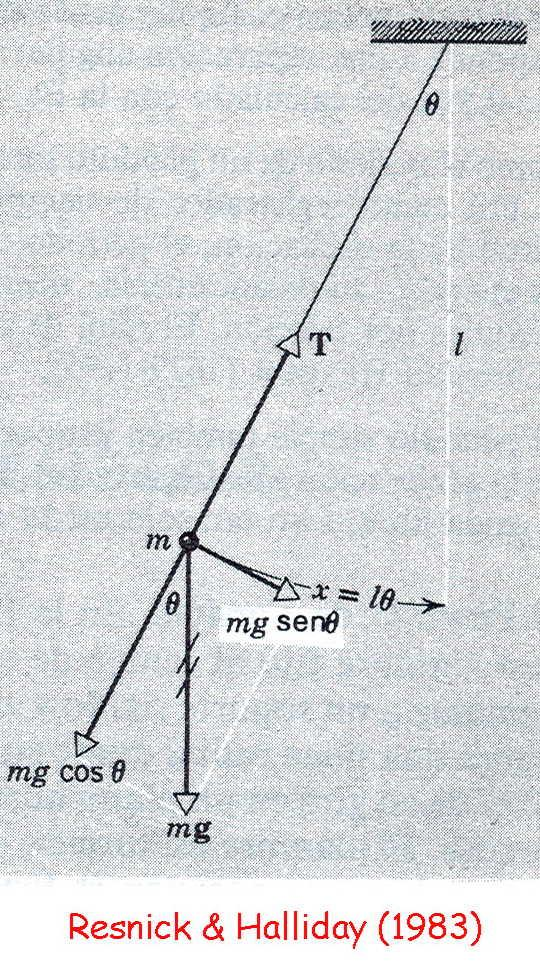 θ
T
l
m
x = lθ
θ
mg senθ
mg cos θ
mg
Resnick & Halliday (1983)